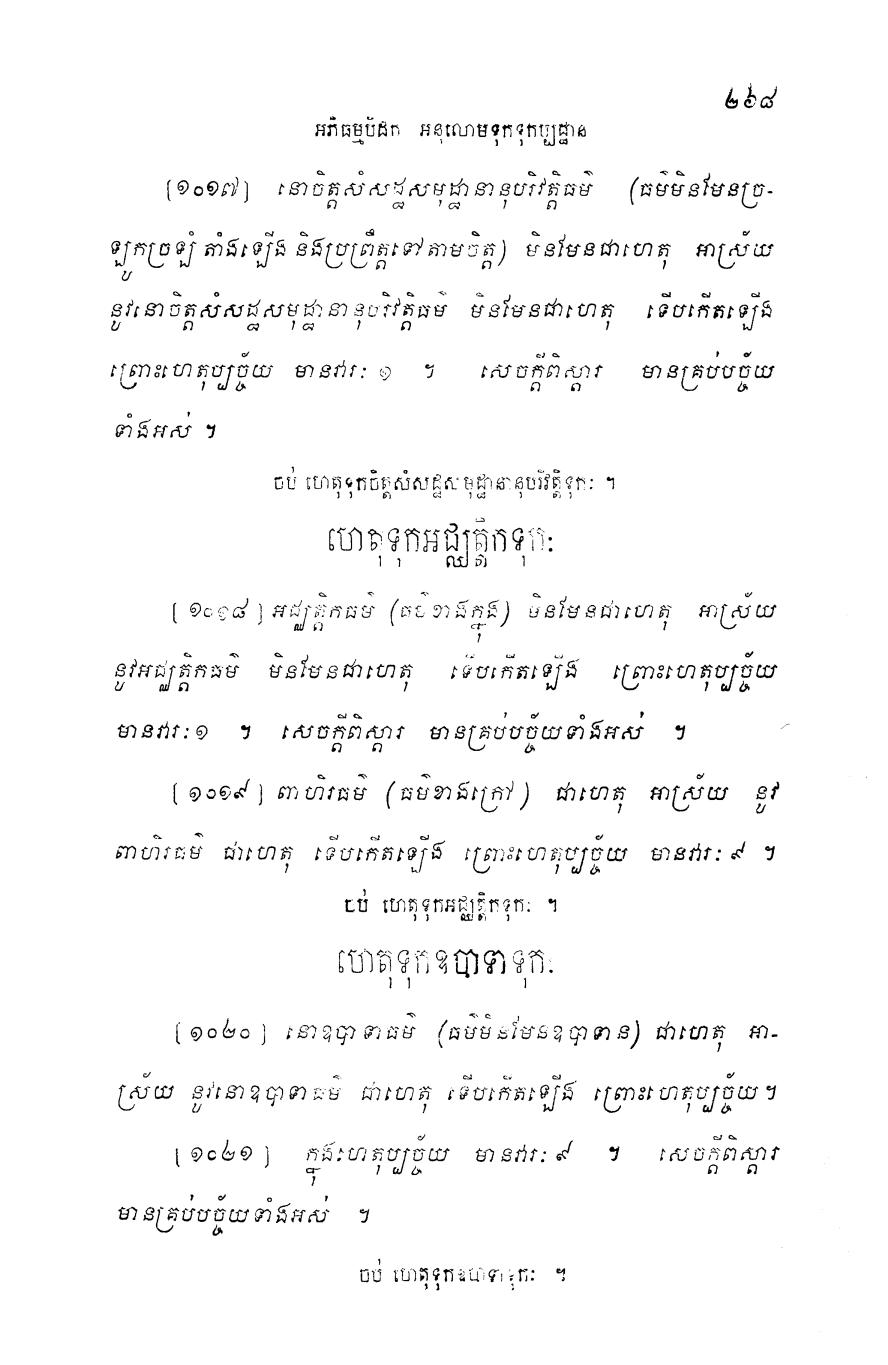 ២៦៨
អភិធម្មបិដក អនុលោមទុកទុកប្បដ្ឋាន
[១០១៧] នោចិត្តសំសដ្ឋសមុដ្ឋានានុបរិវត្តិធម៌ (ធម៌មិនមែនច្រ-
ឡូកច្រឡំ តាំងឡើង និងប្រព្រឹត្តទៅតាមចិត្ត) មិនមែនជាហេតុ អាស្រ័យ
នូវនោចិត្តសំសដ្ឋសមុដ្ឋានានុបរិវត្តិធម៌ មិនមែនជាហេតុ ទើបកើតឡើង
ព្រោះហេតុប្បច្ច័យ មានវារៈ ១ ។ សេចក្តីពិស្តារ មានគ្រប់បច្ច័យ
ទាំងអស់ ។
ចប់ ហេតុទុកចិត្តសំសដ្ឋសមុដ្ឋានានុបរិវត្តិទុកៈ ។
ហេតុទុកអជ្ឈត្តិកទុកៈ
[១០១៨] អជ្ឈត្តិកធម៌ (ធម៌ខាងក្នុង) មិនមែនជាហេតុ អាស្រ័យ
នូវអជ្ឈត្តិកធម៌ មិនមែនជាហេតុ ទើបកើតឡើង ព្រោះហេតុប្បច្ច័យ
មានវារៈ១ ។ សេចក្តីពិស្តារ មានគ្រប់បច្ច័យទាំងអស់ ។
[១០១៩] ពាហិរធម៌ (ធម៌ខាងក្រៅ) ជាហេតុ អាស្រ័យ នូវ
ពាហិរធម៌ ជាហេតុ ទើបកើតឡើង ព្រោះហេតុប្បច្ច័យ មានវារៈ ៩ ។
ចប់ ហេតុទុកអជ្ឈត្តិកទុកៈ ។
ហេតុទុកឧបាទាទុកៈ
[១០២០] នោឧបាទាធម៌ (ធម៌មិនមែនឧបាទាន) ជាហេតុ អា-
ស្រ័យ នូវនោឧបាទាធម៌ ជាហេតុ ទើបកើតឡើង ព្រោះហេតុប្បច្ច័យ។
[១០២១] ក្នុងហេតុប្បច្ច័យ មានវារៈ ៩ ។ សេចក្តីពិស្តារ
មានគ្រប់បច្ច័យទាំងអស់ ។
ចប់ ហេតុទុកឧបាទាទុកៈ ។